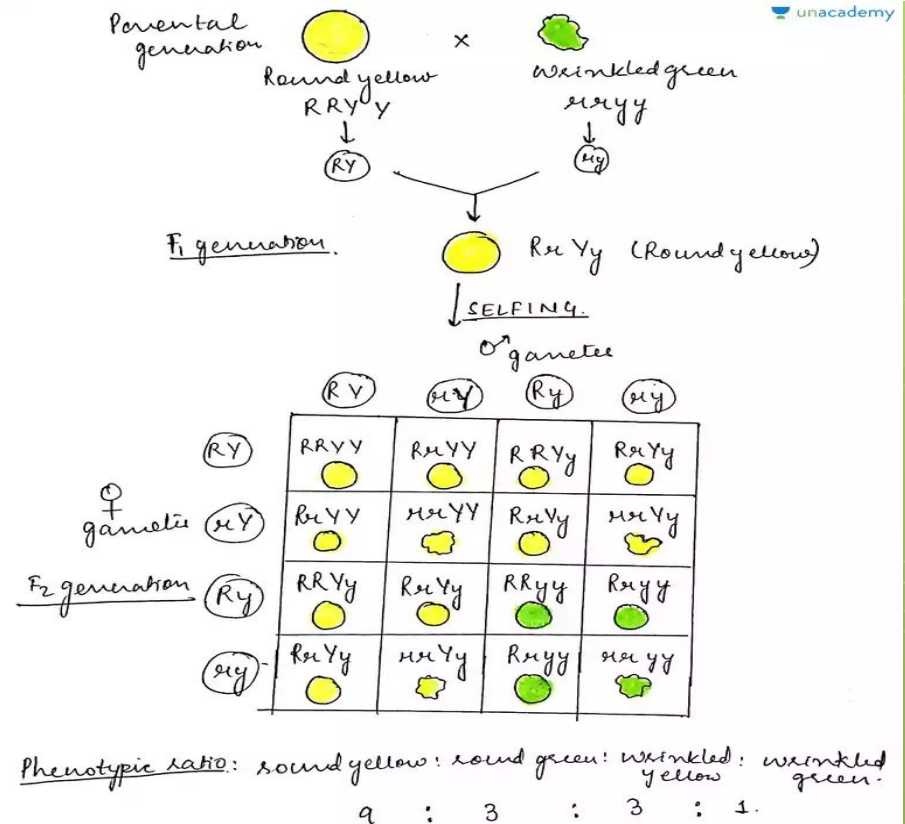 unacademy
Parental
generation
x
Round yellow
wrinkled green
RRYY
rryy
RY
ry
F1 generation.
RrYy (Round yellow)
SELFING.
♂ gametes
RY rY Ry ry
RY RRYY RrYY RRYy RrYy
♀
gametes
rY RrYY rrYY RrYy rrYy
F2 generation
Ry RRYy RrYy RRyy Rryy
ry RrYy rrYy Rryy rryy
Phenotypic ratio: round yellow : round green : wrinkled : wrinkled
yellow green.
9 : 3 : 3 : 1.